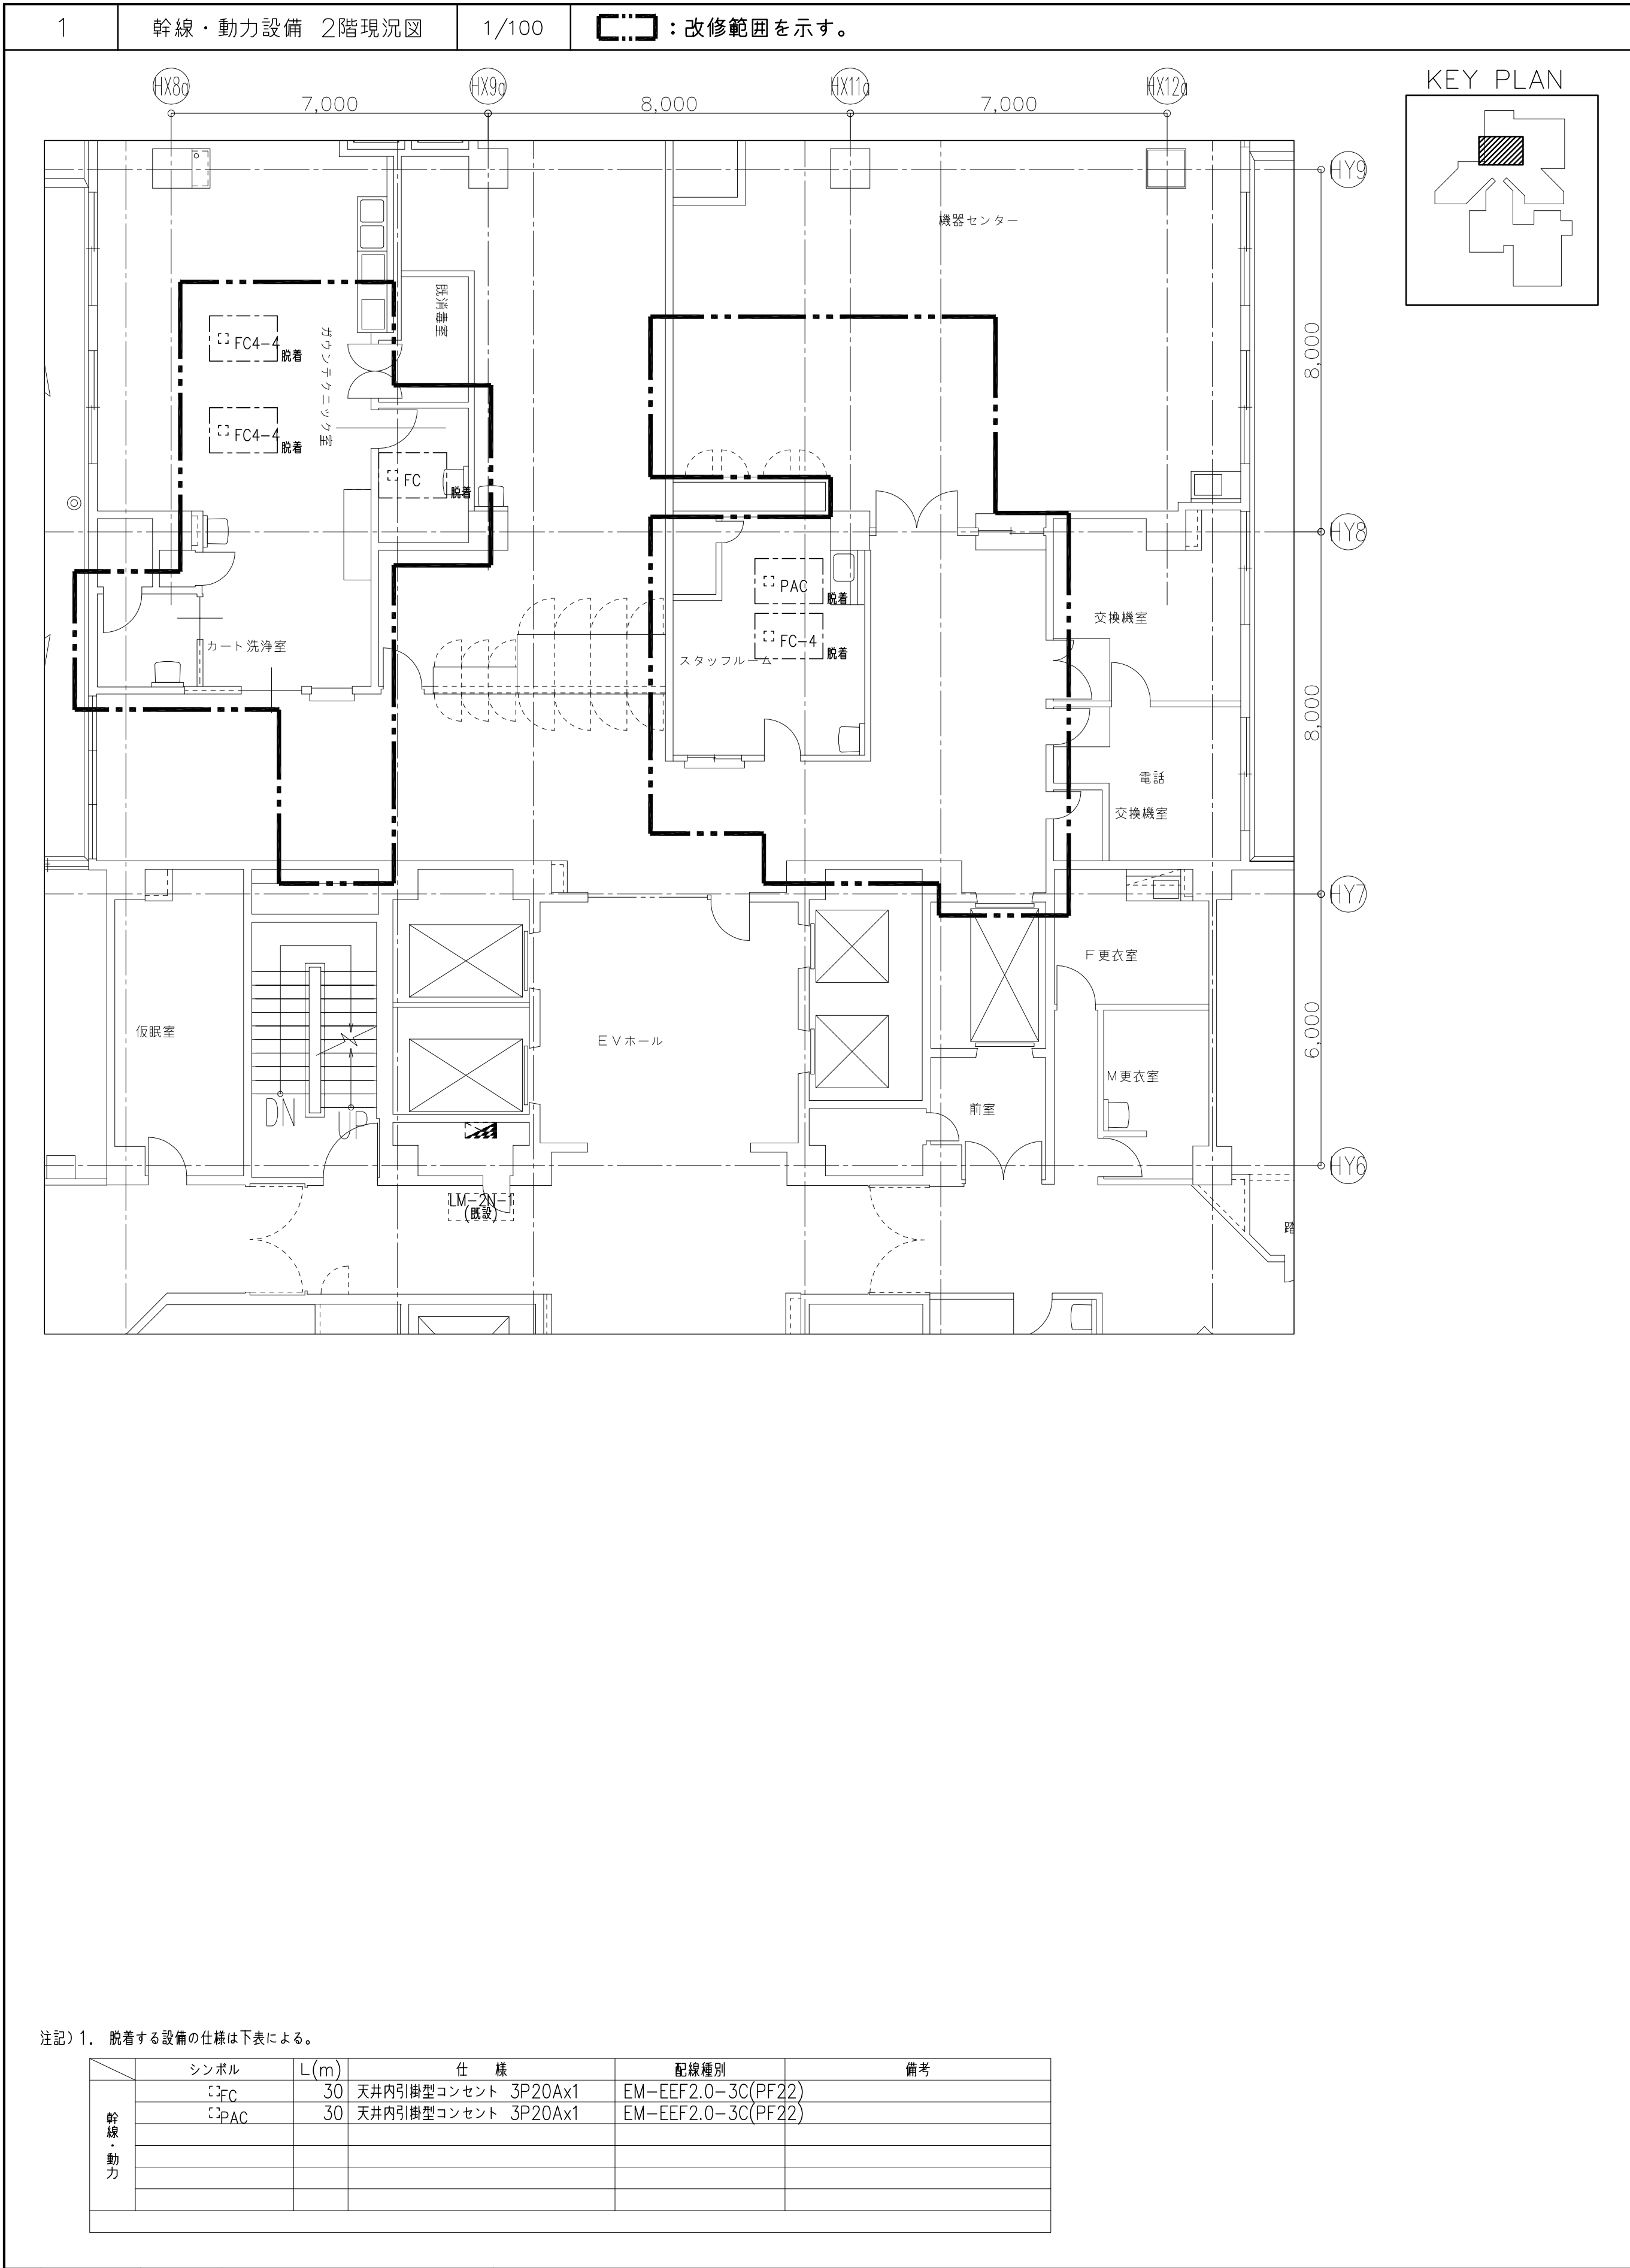 1 幹線・動力設備 2階現況図 1/100 :改修範囲を示す。
KEY PLAN
HX8a HX9a HX11a HX12a
7,000 8,000 7,000
HY9
機器センター
既消毒室
ガウンテクニック室
FC4-4 脱着
8,000
FC4-4 脱着
FC 脱着
HY8
PAC 脱着
交換機室
FC-4 脱着
カート洗浄室
スタッフルーム
8,000
電話
交換機室
HY7
F更衣室
仮眠室
EVホール
6,000
M更衣室
前室
DN UP
HY6
LM-2N-1
(既設)
踏
注記)1. 脱着する設備の仕様は下表による。
シンボル L(m) 仕 様 配線種別 備考
FC 30 天井内引掛型コンセント 3P20Ax1 EM-EEF2.0-3C(PF22)
PAC 30 天井内引掛型コンセント 3P20Ax1 EM-EEF2.0-3C(PF22)
幹線・動力